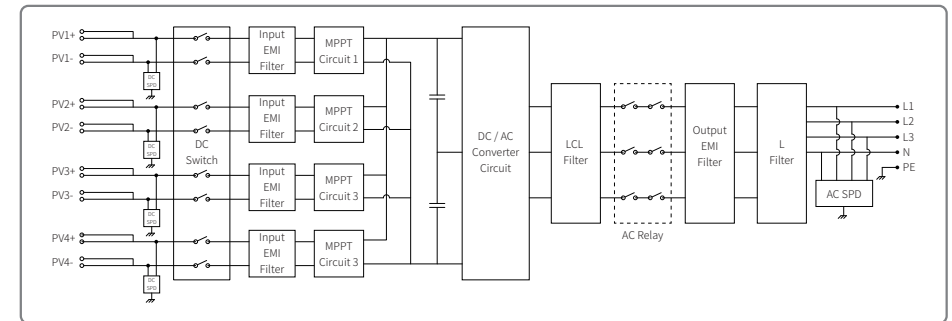 PV1+
PV1-
DC
SPD
Input
EMI
Filter
MPPT
Circuit 1
PV2+
PV2-
DC
SPD
Input
EMI
Filter
MPPT
Circuit 2
DC
Switch
PV3+
PV3-
DC
SPD
Input
EMI
Filter
MPPT
Circuit 3
PV4+
PV4-
DC
SPD
Input
EMI
Filter
MPPT
Circuit 3
DC / AC
Converter
Circuit
LCL
Filter
AC Relay
Output
EMI
Filter
L
Filter
L1
L2
L3
N
PE
AC SPD